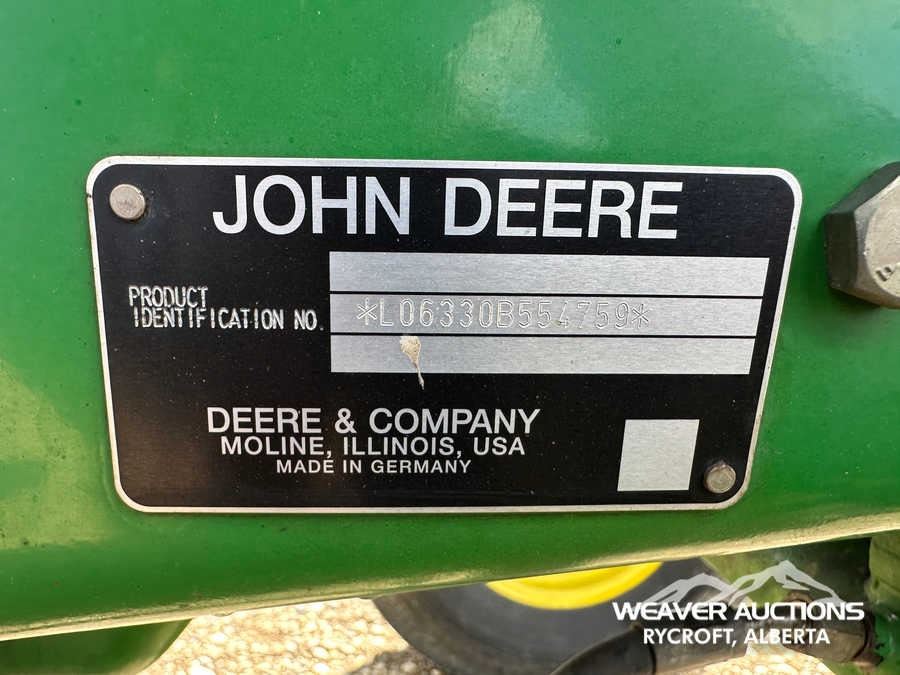 JOHN DEERE
PRODUCT
IDENTIFICATION NO.
*L06330B554759*
DEERE & COMPANY
MOLINE, ILLINOIS, USA
MADE IN GERMANY
WEAVER AUCTIONS
RYCROFT, ALBERTA